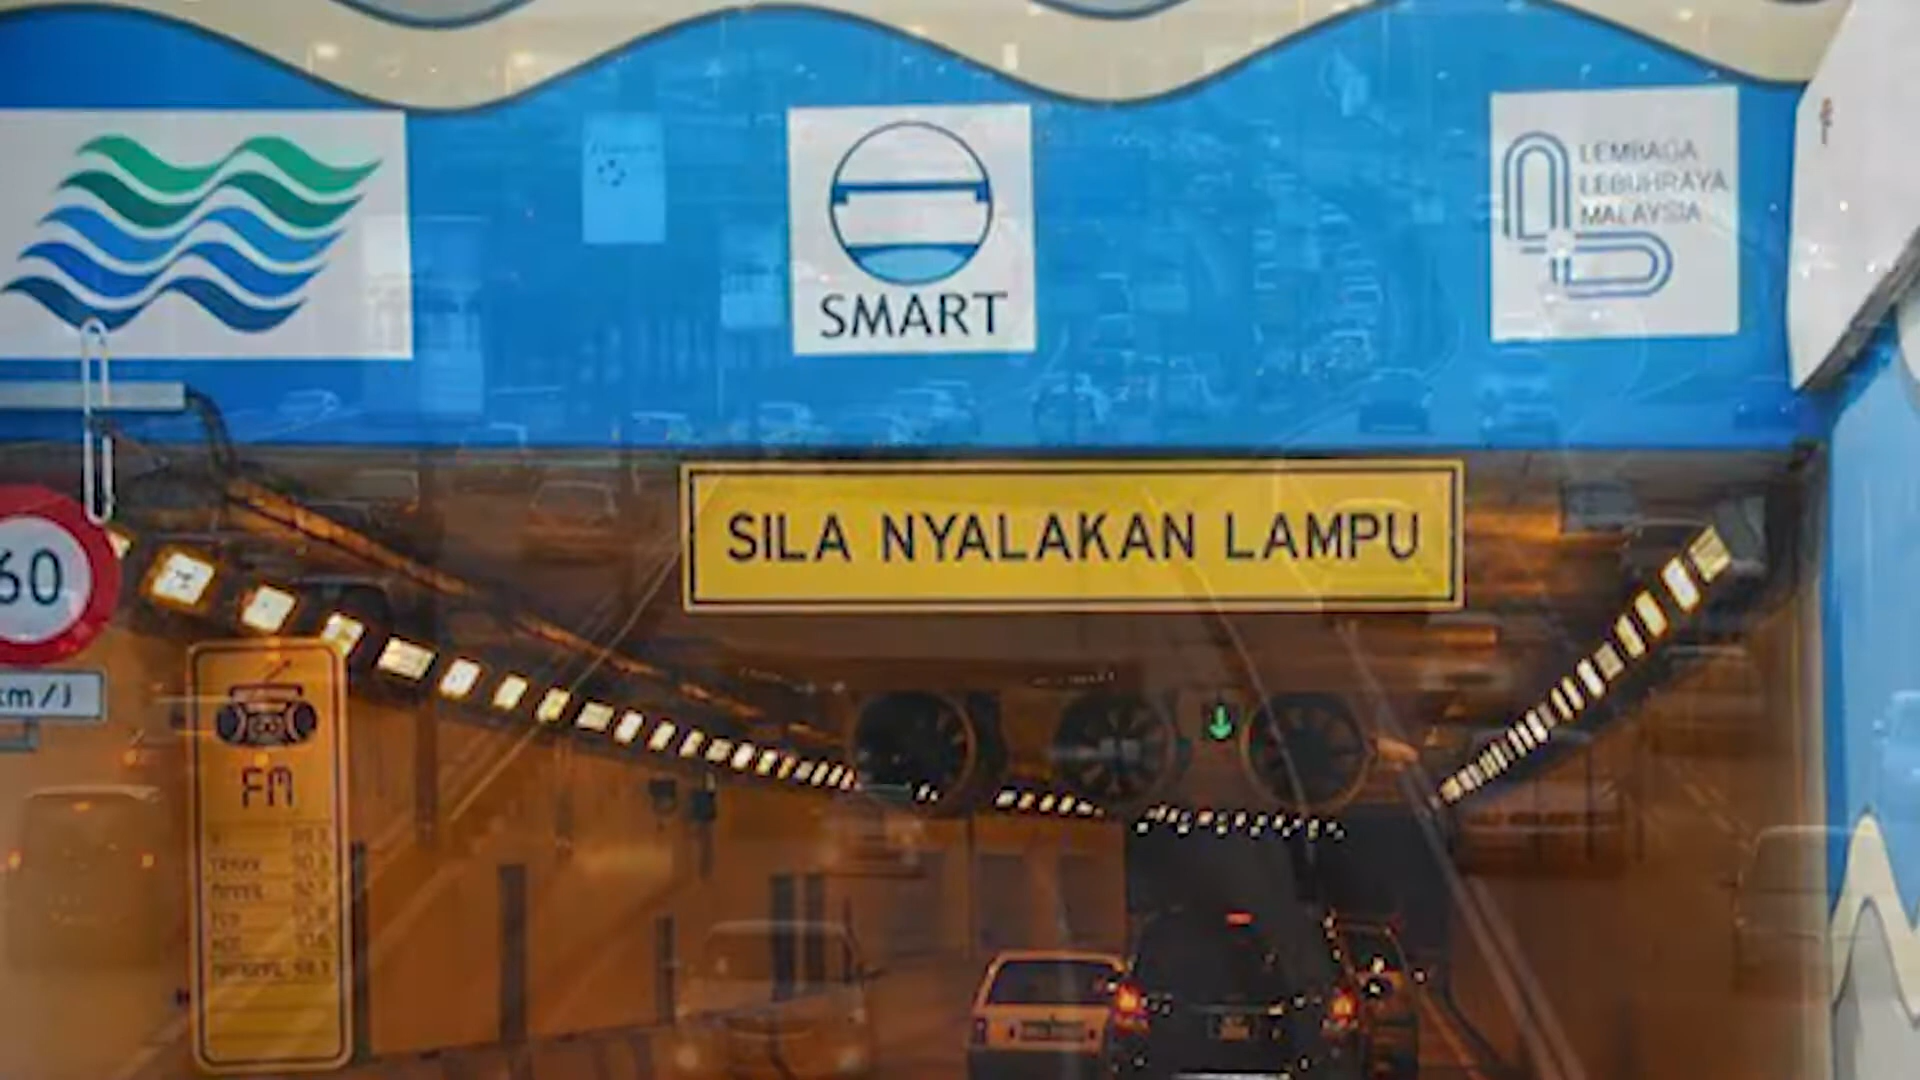 SMART
LEMBAGA
LEBUHRAYA
MALAYSIA
SILA NYALAKAN LAMPU
60
km/j
FM